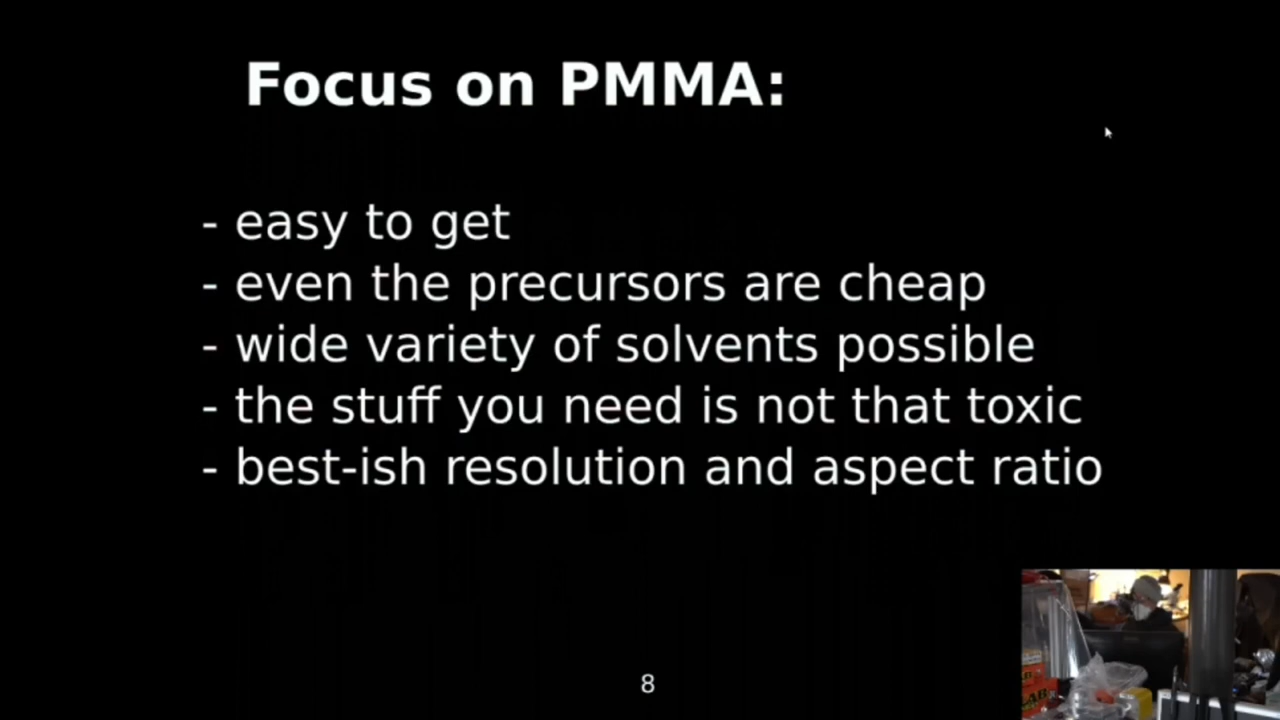 Focus on PMMA:
- easy to get
- even the precursors are cheap
- wide variety of solvents possible
- the stuff you need is not that toxic
- best-ish resolution and aspect ratio
8